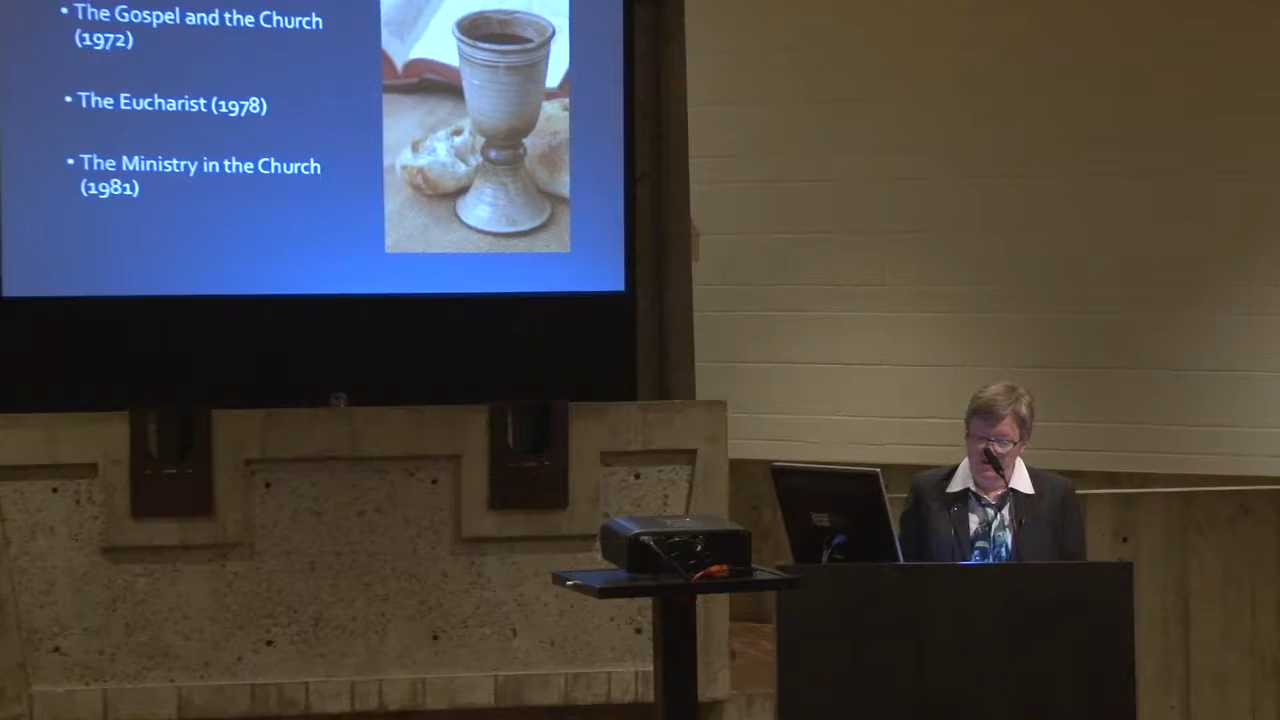 • The Gospel and the Church
(1972)
• The Eucharist (1978)
• The Ministry in the Church
(1981)